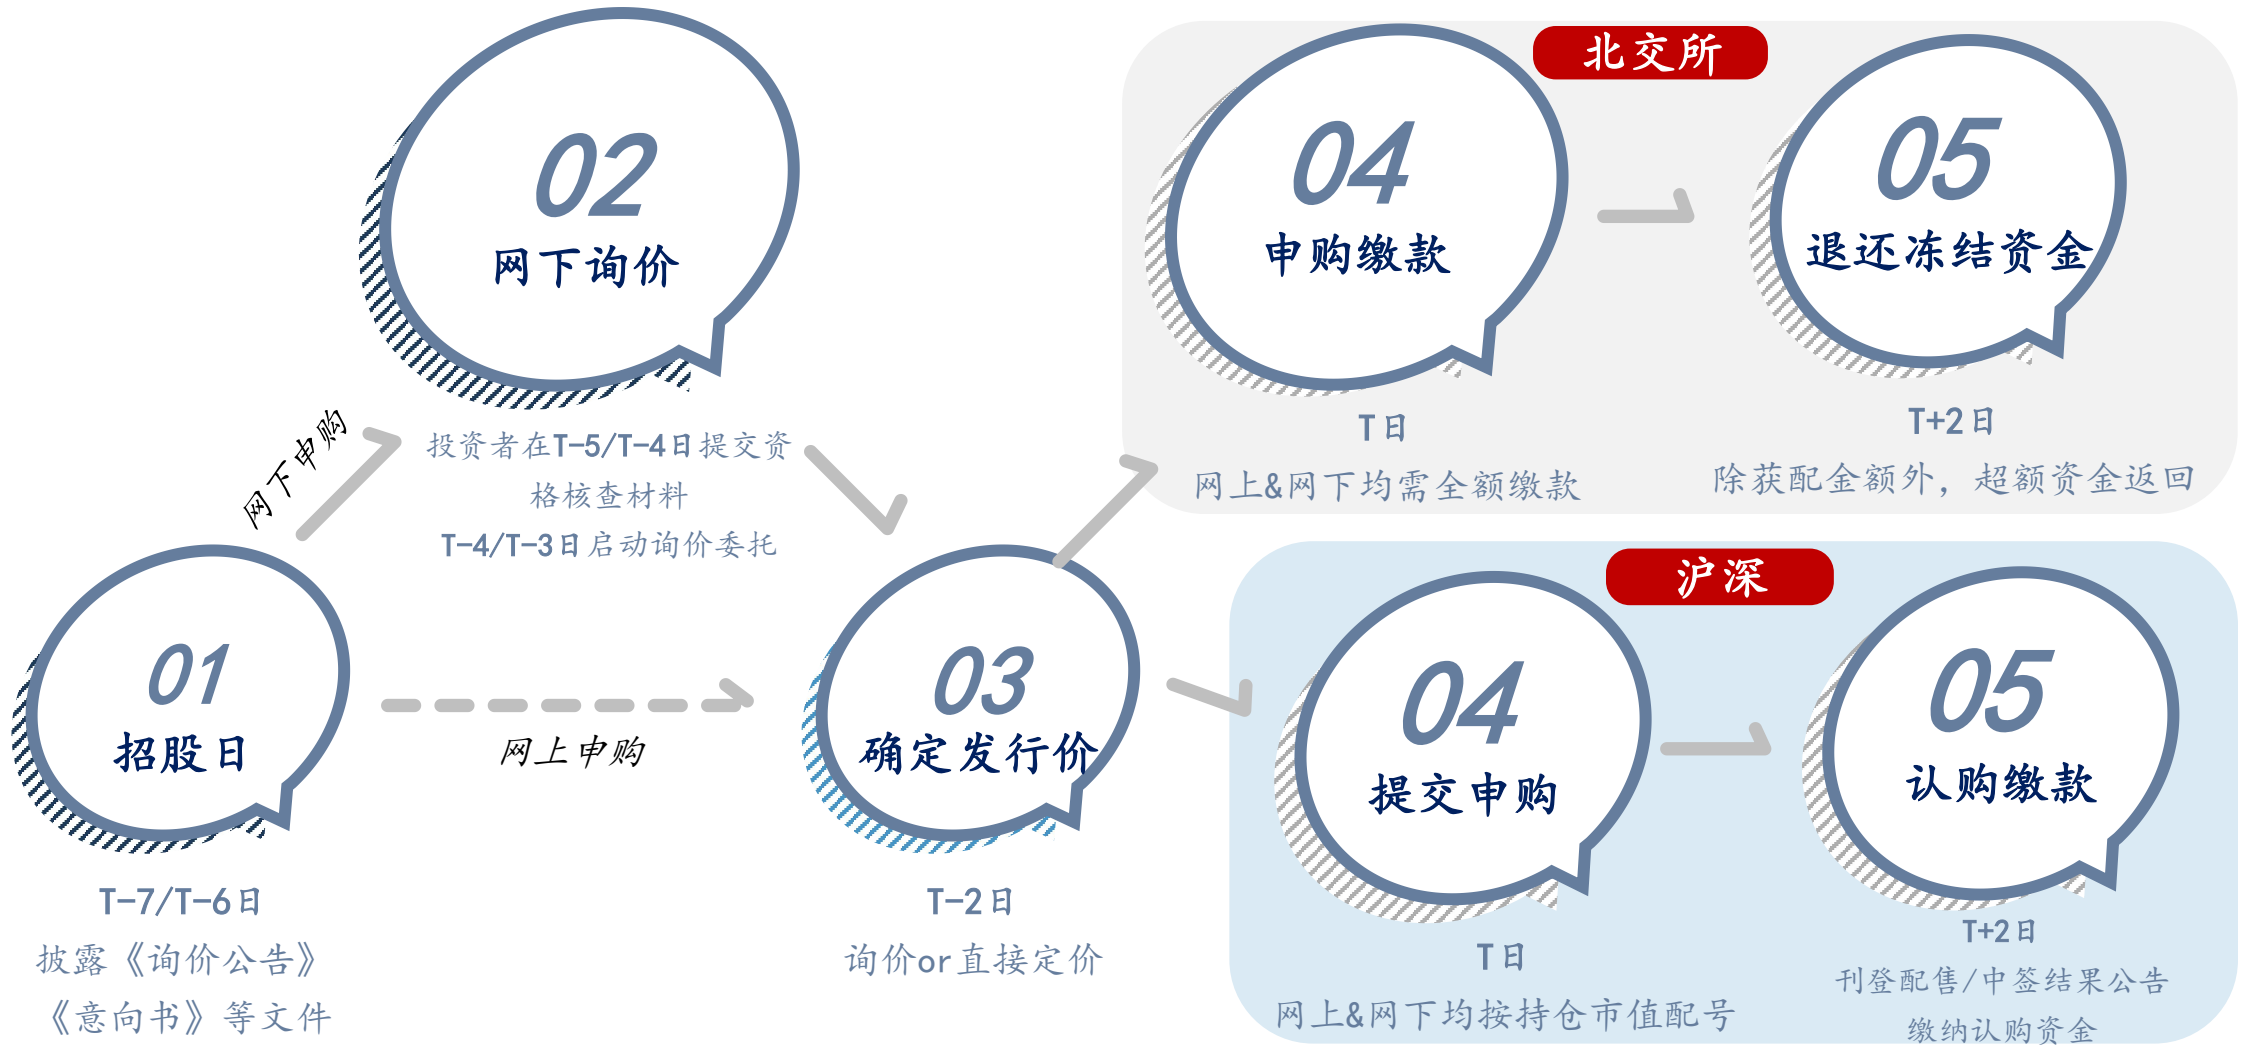 01
招股日
T-7/T-6日
披露《询价公告》
《意向书》等文件
网下申购
02
网下询价
投资者在T-5/T-4日提交资
格核查材料
T-4/T-3日启动询价委托
网上申购
03
确定发行价
T-2日
询价or直接定价
北交所
04
申购缴款
T日
网上&网下均需全额缴款
05
退还冻结资金
T+2日
除获配金额外，超额资金返回
沪深
04
提交申购
T日
网上&网下均按持仓市值配号
05
认购缴款
T+2日
刊登配售/中签结果公告
缴纳认购资金